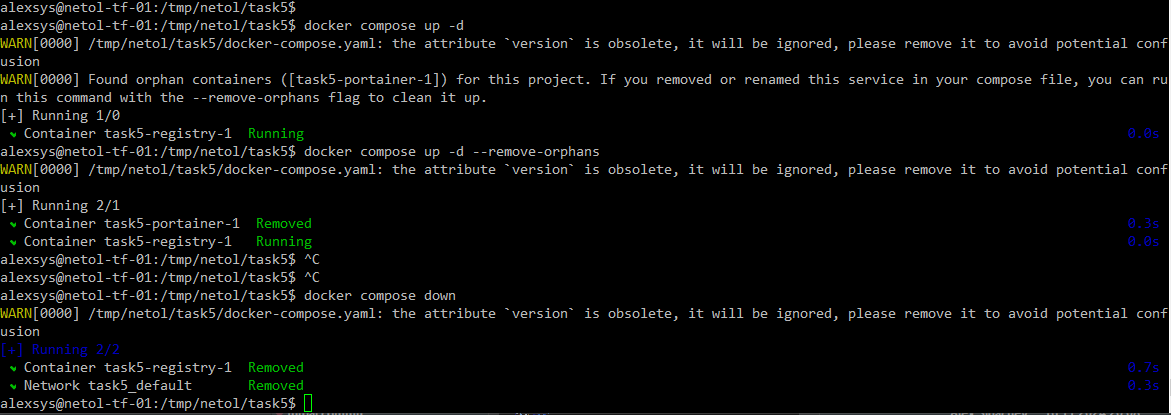 alexsys@netol-tf-01:/tmp/netol/task5$
alexsys@netol-tf-01:/tmp/netol/task5$ docker compose up -d
WARN[0000] /tmp/netol/task5/docker-compose.yaml: the attribute `version` is obsolete, it will be ignored, please remove it to avoid potential conf
usion
WARN[0000] Found orphan containers ([task5-portainer-1]) for this project. If you removed or renamed this service in your compose file, you can ru
n this command with the --remove-orphans flag to clean it up.
[+] Running 1/0
✔ Container task5-registry-1  Running 0.0s
alexsys@netol-tf-01:/tmp/netol/task5$ docker compose up -d --remove-orphans
WARN[0000] /tmp/netol/task5/docker-compose.yaml: the attribute `version` is obsolete, it will be ignored, please remove it to avoid potential conf
usion
[+] Running 2/1
✔ Container task5-portainer-1  Removed 0.3s
✔ Container task5-registry-1   Running 0.0s
alexsys@netol-tf-01:/tmp/netol/task5$ ^C
alexsys@netol-tf-01:/tmp/netol/task5$ ^C
alexsys@netol-tf-01:/tmp/netol/task5$ docker compose down
WARN[0000] /tmp/netol/task5/docker-compose.yaml: the attribute `version` is obsolete, it will be ignored, please remove it to avoid potential conf
usion
[+] Running 2/2
✔ Container task5-registry-1  Removed 0.7s
✔ Network task5_default       Removed 0.3s
alexsys@netol-tf-01:/tmp/netol/task5$